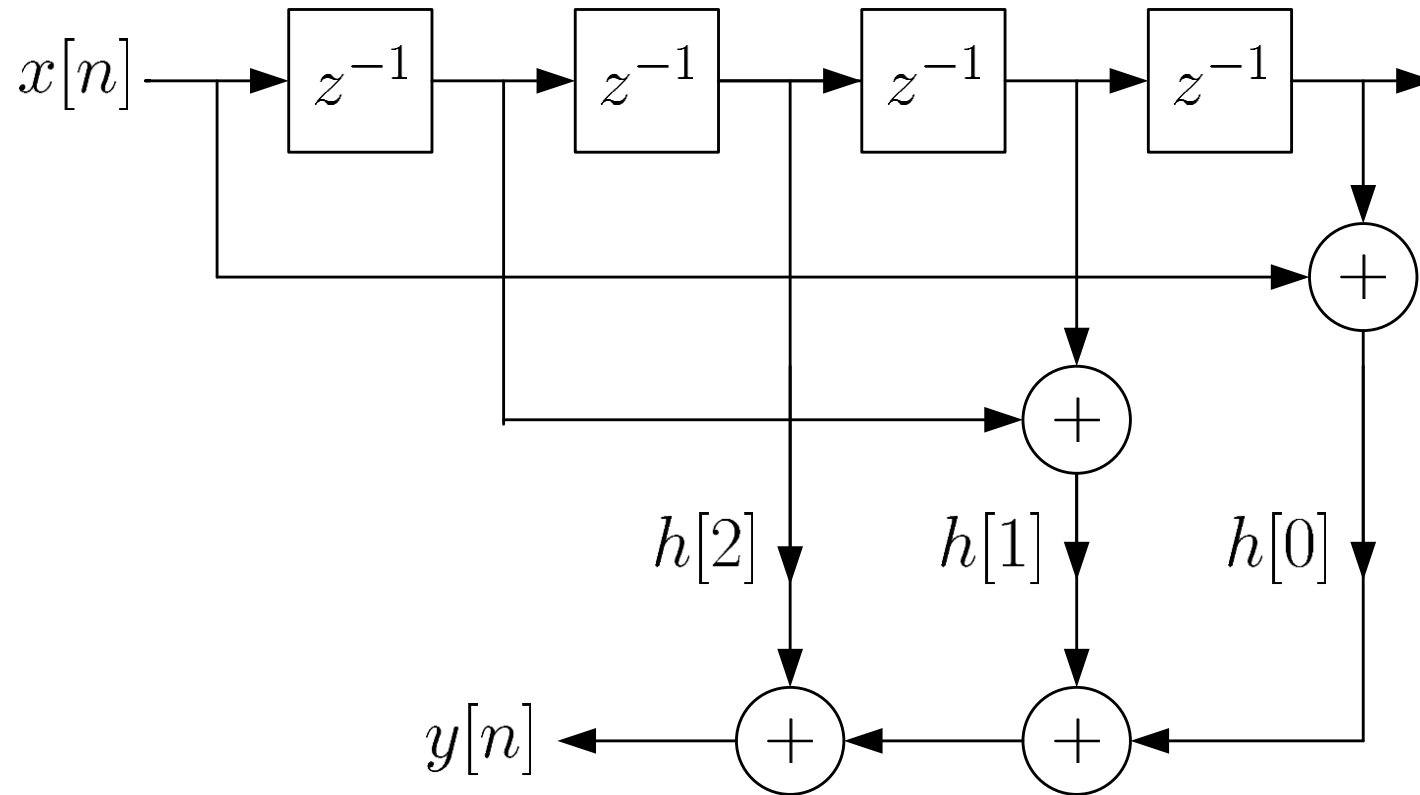 x[n] z⁻¹ z⁻¹ z⁻¹ z⁻¹
+
+
h[2] h[1] h[0]
y[n] + +